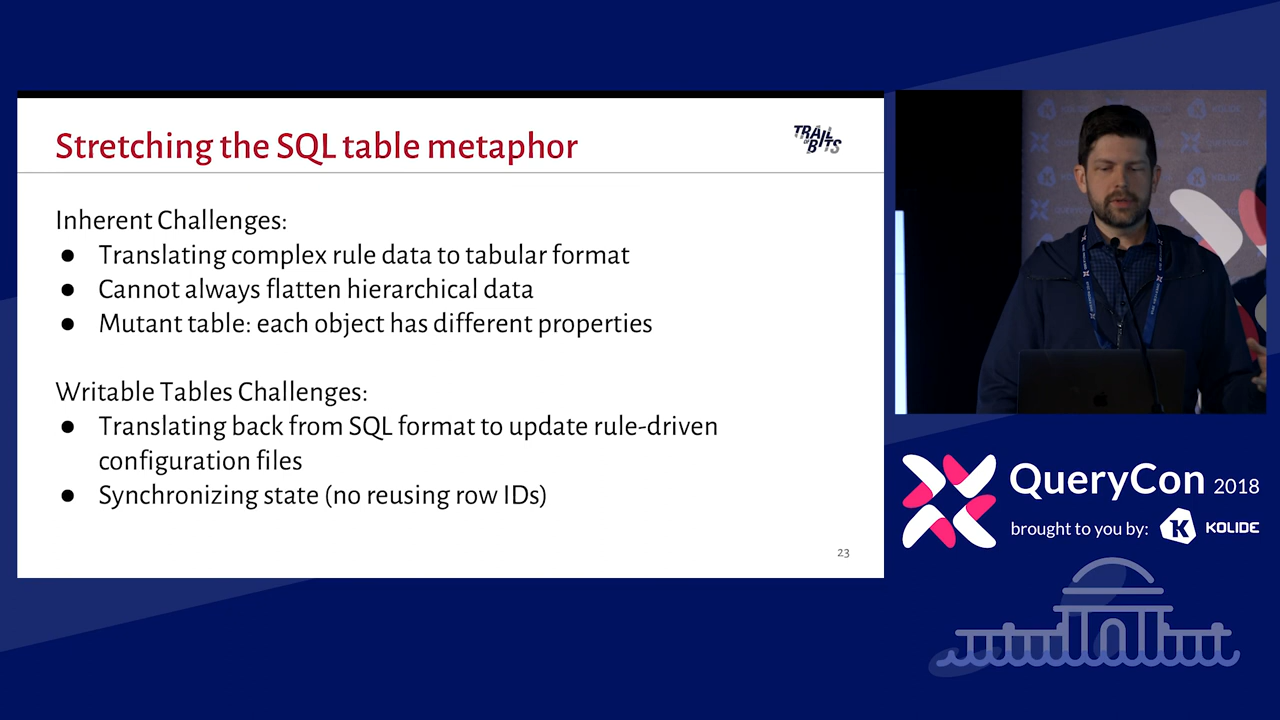 Stretching the SQL table metaphor
TRAIL
OF
BITS
Inherent Challenges:
● Translating complex rule data to tabular format
● Cannot always flatten hierarchical data
● Mutant table: each object has different properties
Writable Tables Challenges:
● Translating back from SQL format to update rule-driven
configuration files
● Synchronizing state (no reusing row IDs)
23
KOLIDE
QueryCon 2018
brought to you by: K KOLIDE